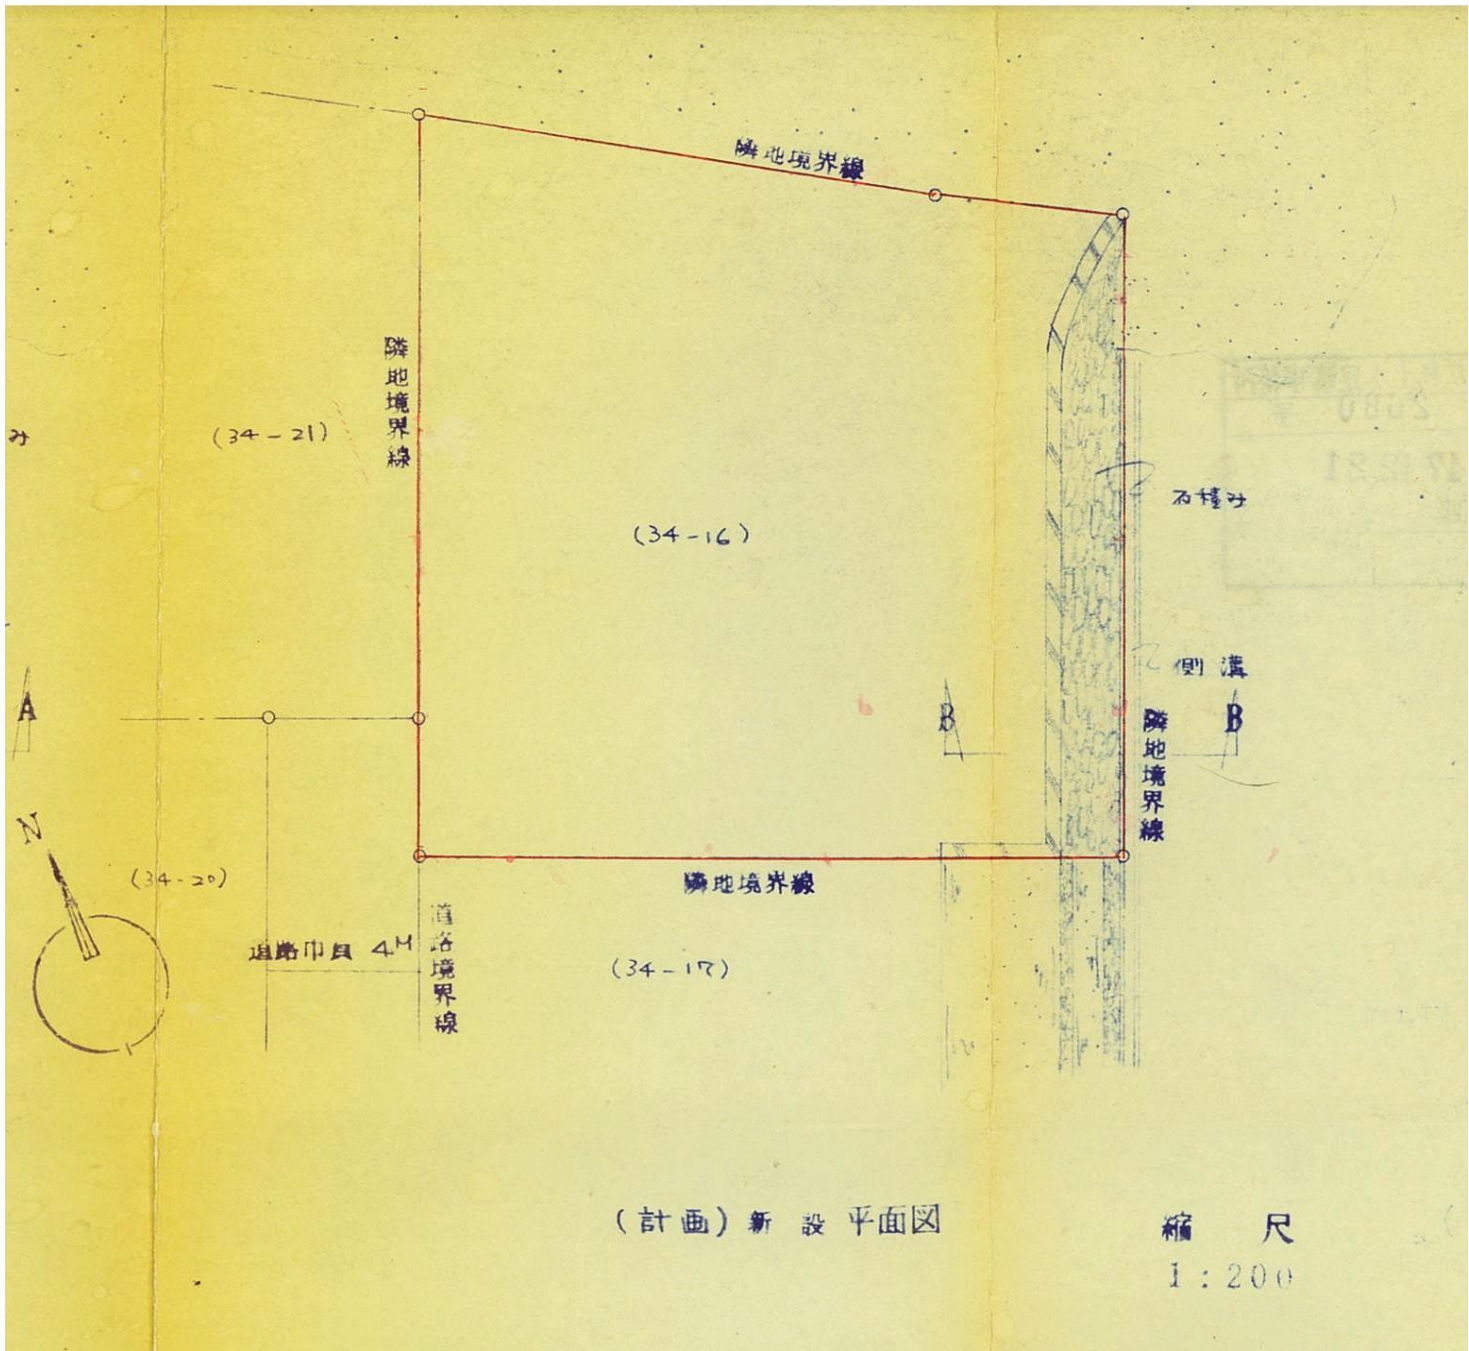 隣地境界線
隣地境界線
み
(34-21)
(34-16)
石積み
側溝
A
B
B
隣地境界線
N
(34-20)
隣地境界線
道路巾員 4M
道路境界線
(34-17)
(計画) 新設平面図
縮尺
1:200